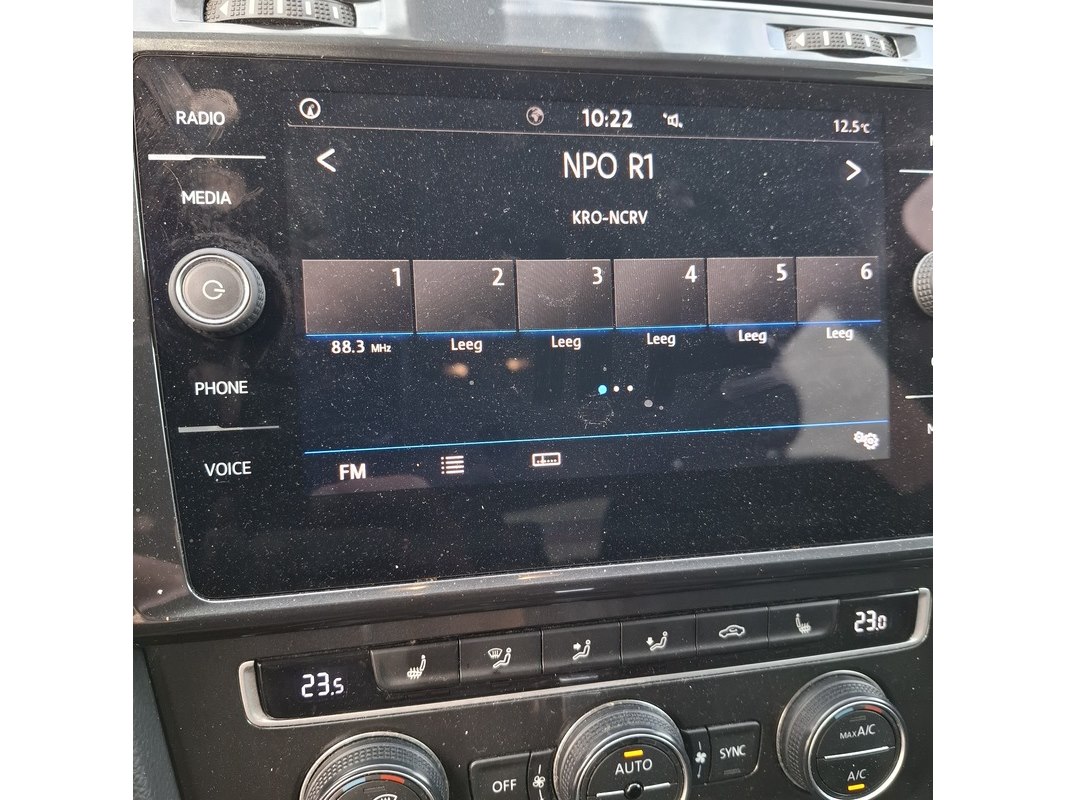 RADIO
MEDIA
PHONE
VOICE
10:22
12.5°C
<
NPO R1
>
KRO-NCRV
1 2 3 4 5 6
88.3 MHz Leeg Leeg Leeg Leeg Leeg
FM
23.5
23.0
OFF
AUTO
SYNC
MAX A/C
A/C